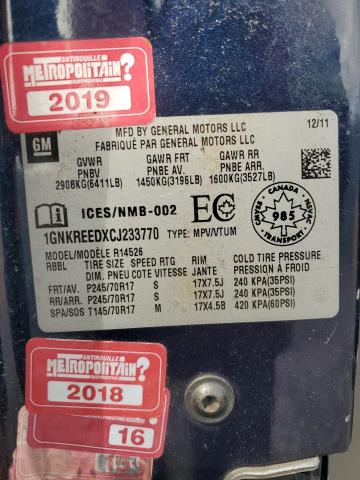 ANTIROUILLE
METROPOLITAIN?
2019
GM
MFD BY GENERAL MOTORS LLC
FABRIQUÉ PAR GENERAL MOTORS LLC
12/11
GVWR GAWR FRT GAWR RR
PNBV PNBE AV. PNBE ARR.
2908KG(6411LB) 1450KG(3196LB) 1600KG(3527LB)
ICES/NMB-002 EC
CANADA
985
CMVSS
NSVAC
1GNKREEDXCJ233770 TYPE: MPV/VTUM
MODEL/MODÈLE R14526
RBBL TIRE SIZE SPEED RTG RIM COLD TIRE PRESSURE
DIM. PNEU COTE VITESSE JANTE PRESSION À FROID
FRT/AV. P245/70R17 S 17X7.5J 240 KPA(35PSI)
RR/ARR. P245/70R17 S 17X7.5J 240 KPA(35PSI)
SPA/SOS T145/70R17 M 17X4.5B 420 KPA(60PSI)
ANTIROUILLE
METROPOLITAIN?
2018
16